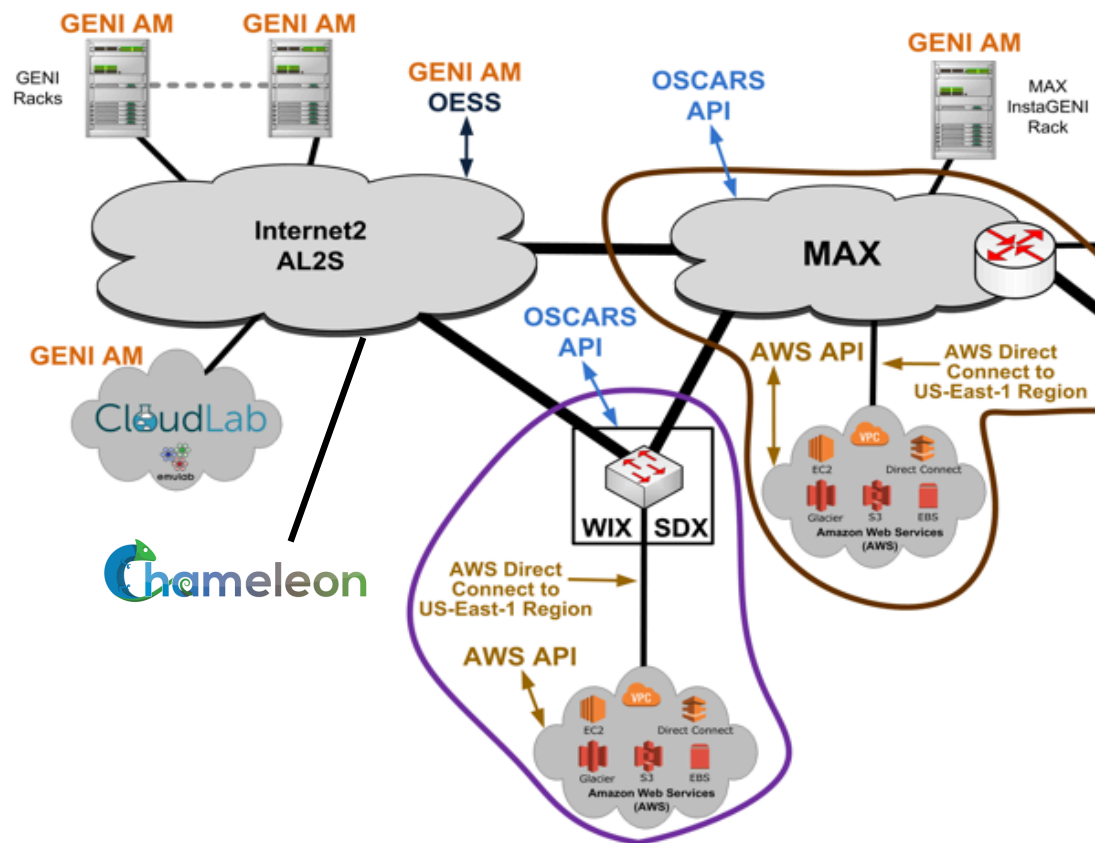 GENI AM
GENI AM
GENI
Racks
GENI AM
OESS
OSCARS
API
GENI AM
MAX
InstaGENI
Rack
Internet2
AL2S
MAX
OSCARS
API
GENI AM
CloudLab
emulab
AWS API
AWS Direct
Connect to
US-East-1 Region
VPC
EC2
Direct Connect
Glacier
S3
EBS
Amazon Web Services
(AWS)
WIX
SDX
Chameleon
AWS Direct
Connect to
US-East-1 Region
AWS API
VPC
EC2
Direct Connect
Glacier
S3
EBS
Amazon Web Services
(AWS)